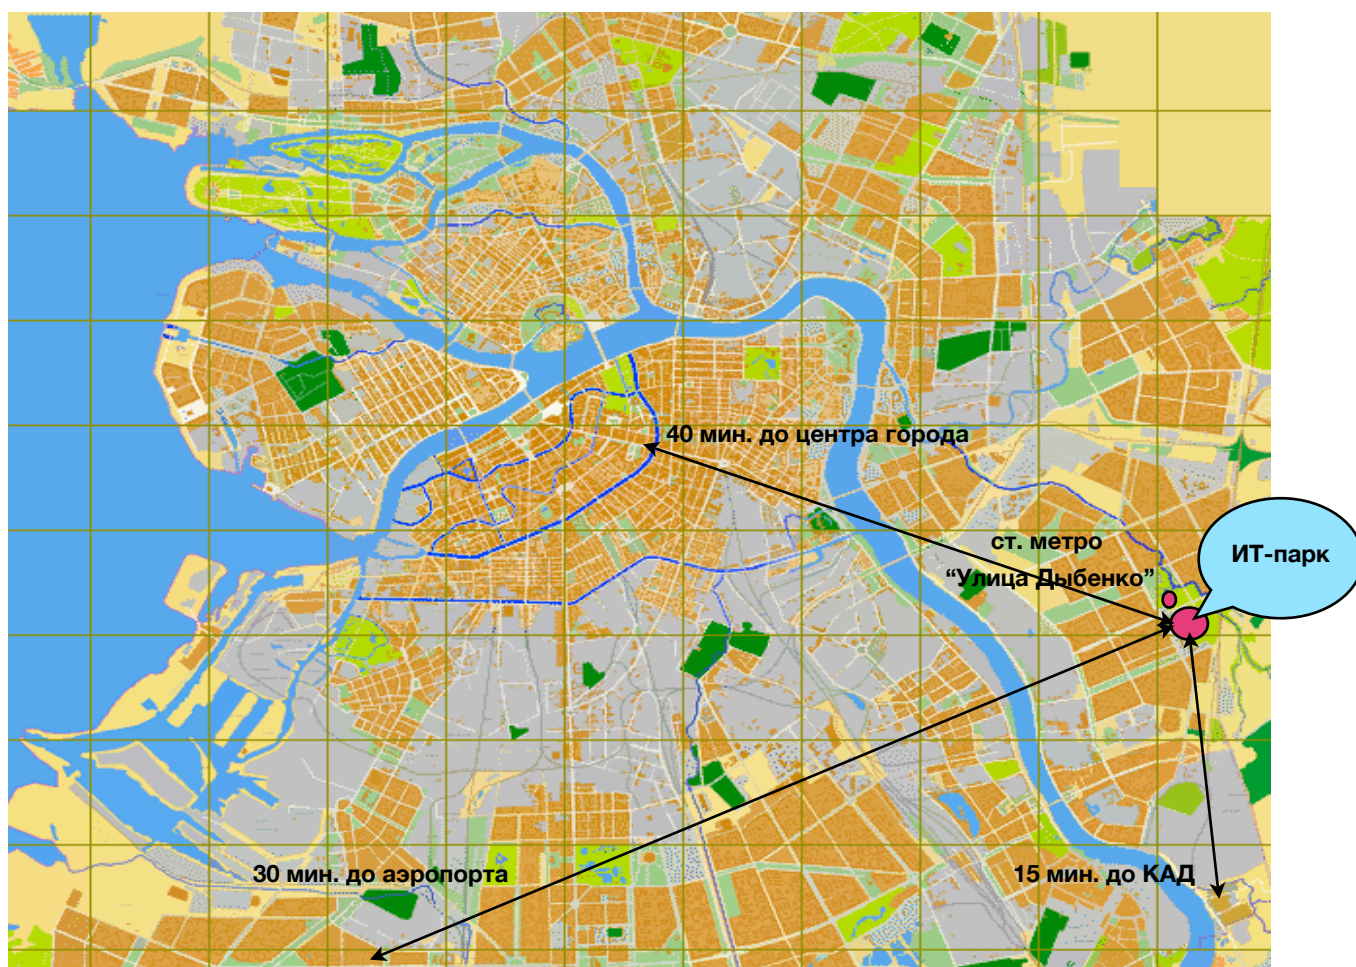 40 мин. до центра города
ст. метро
“Улица Дыбенко”
ИТ-парк
30 мин. до аэропорта
15 мин. до КАД